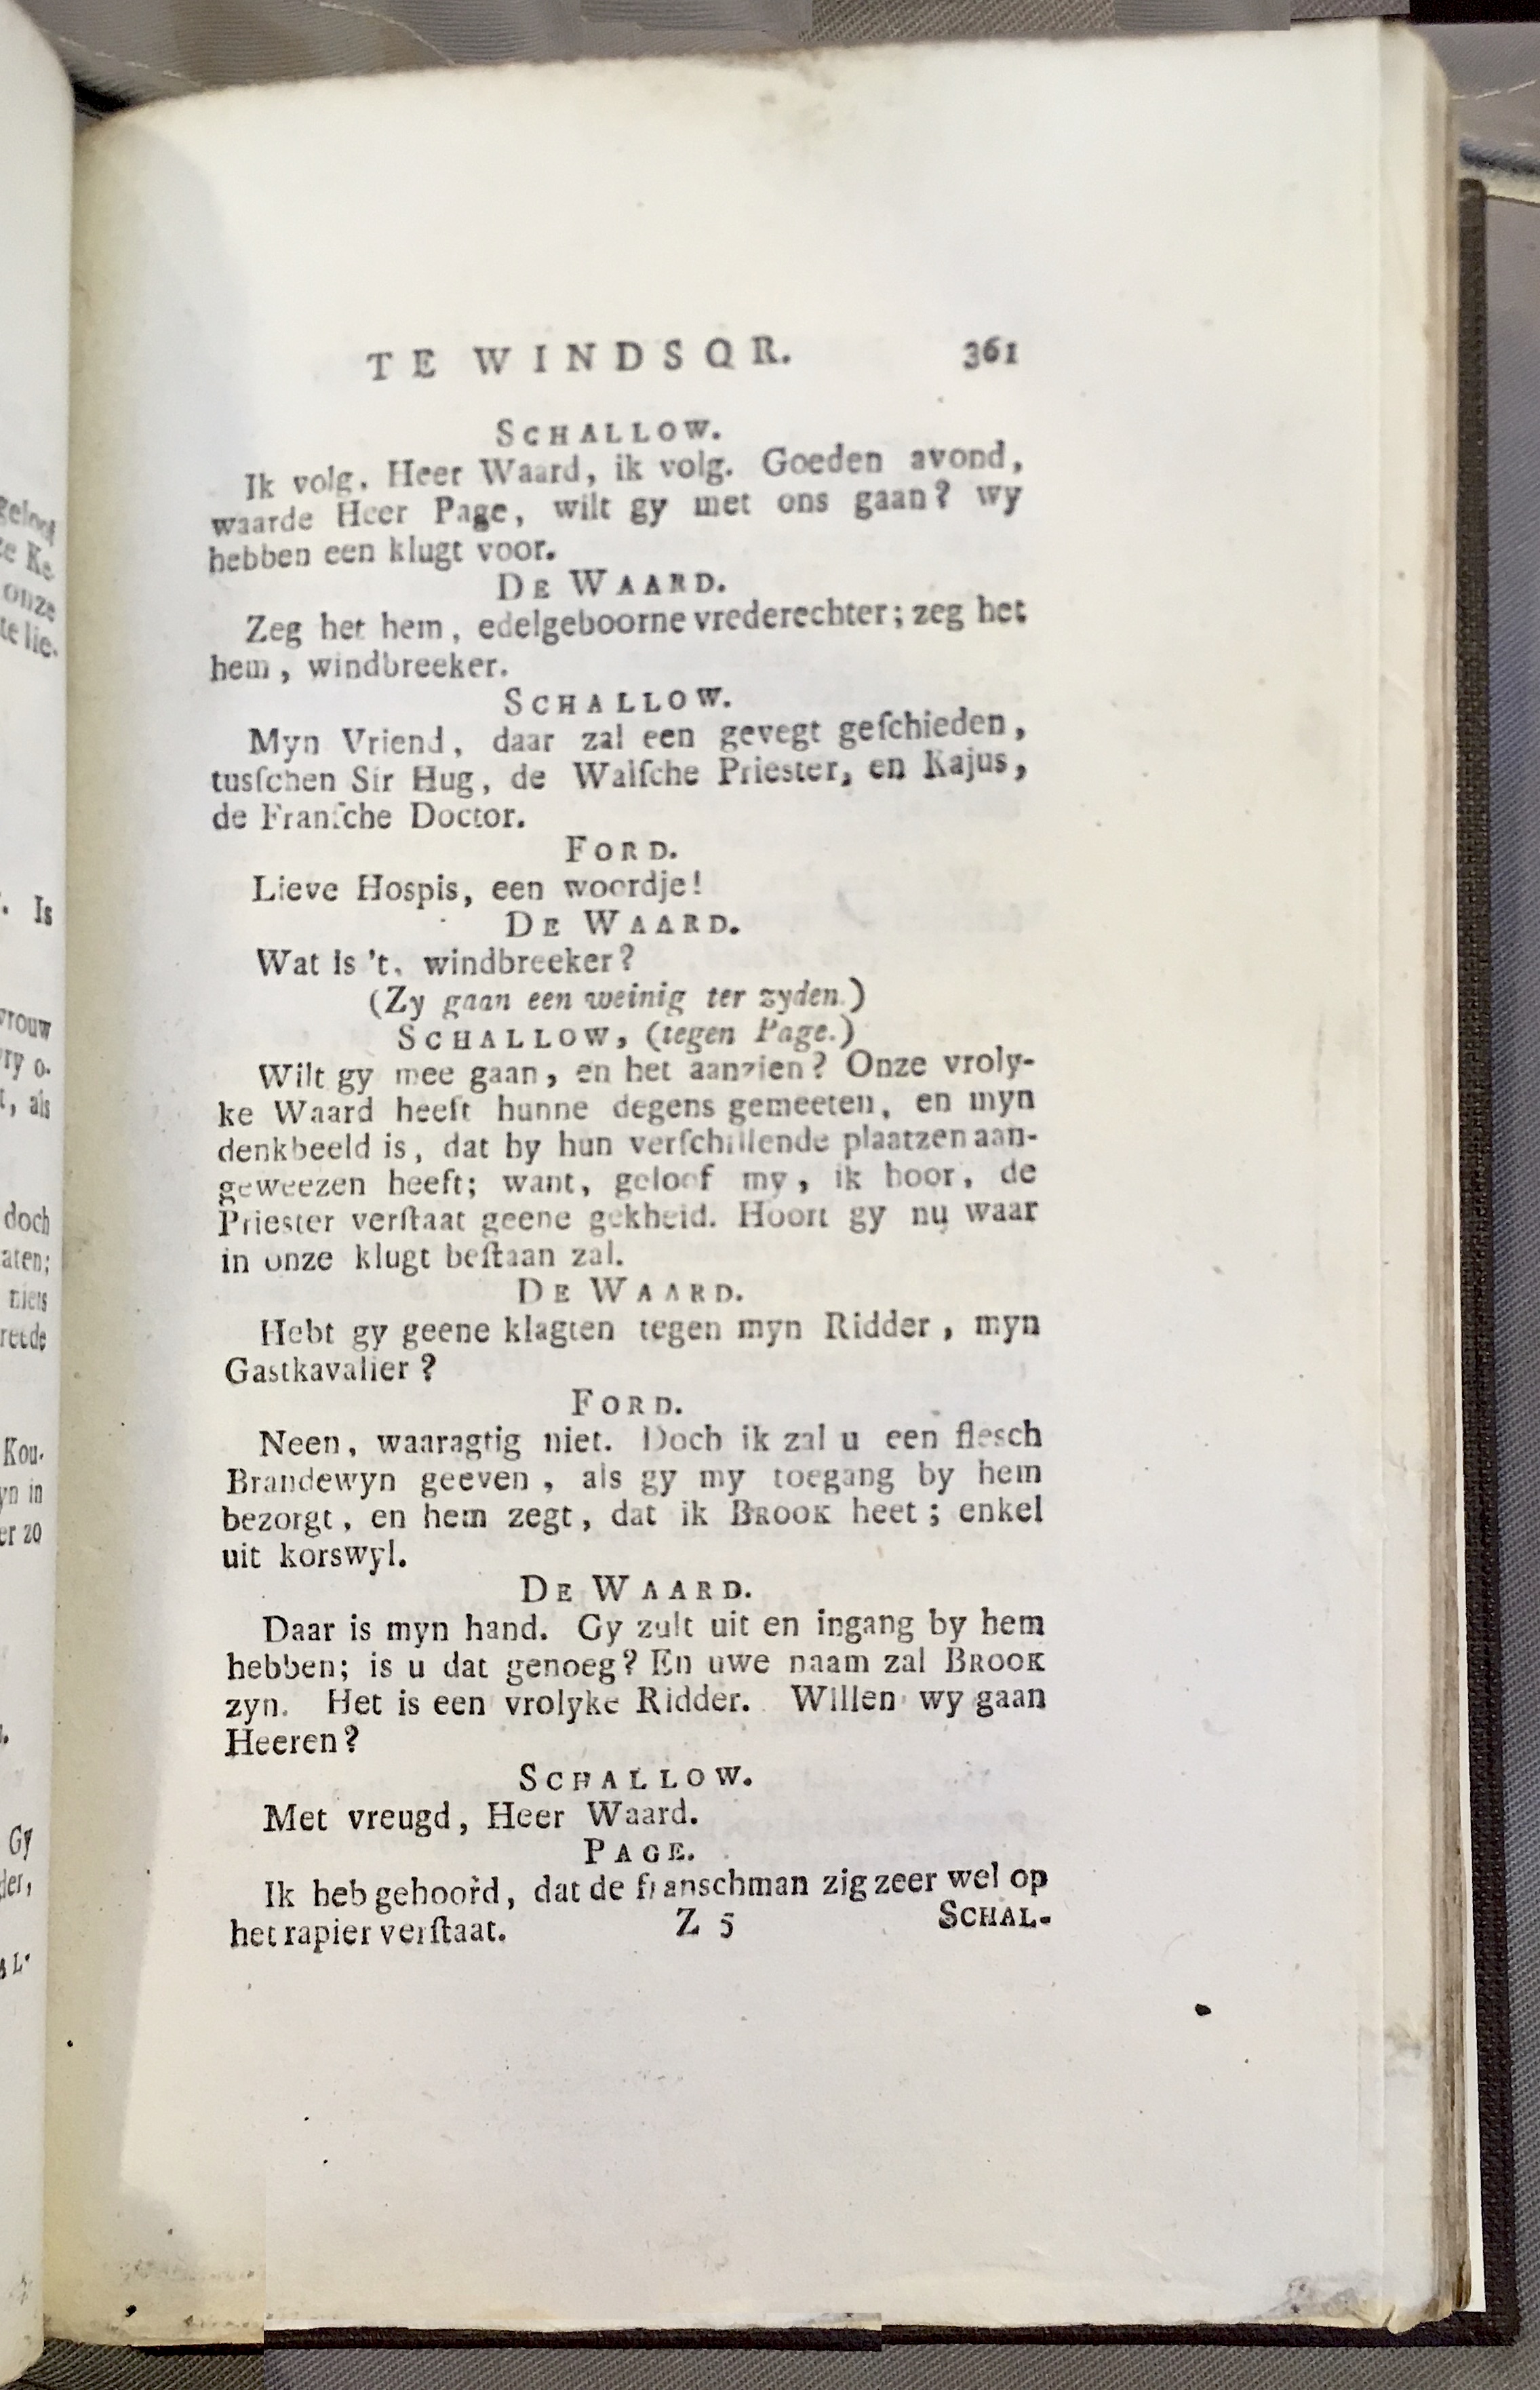 TE WINDSOR. 361
SCHALLOW.
Ik volg, Heer Waard, ik volg. Goeden avond,
waarde Heer Page, wilt gy met ons gaan? wy
hebben een klugt voor.
DE WAARD.
Zeg het hem, edelgeboorne vrederechter; zeg het
hem, windbreeker.
SCHALLOW.
Myn Vriend, daar zal een gevegt geſchieden,
tusſchen Sir Hug, de Walſche Priester, en Kajus,
de Franſche Doctor.
FORD.
Lieve Hospis, een woordje!
DE WAARD.
Wat is 't, windbreeker?
(Zy gaan een weinig ter zyden.)
SCHALLOW, (tegen Page.)
Wilt gy mee gaan, en het aanzien? Onze vroly-
ke Waard heeft hunne degens gemeeten, en myn
denkbeeld is, dat hy hun verſchillende plaatzen aan-
geweezen heeft; want, geloof my, ik hoor, de
Priester verſtaat geene gekheid. Hoort gy nu waar
in onze klugt beſtaan zal.
DE WAARD.
Hebt gy geene klagten tegen myn Ridder, myn
Gastkavalier?
FORD.
Neen, waaragtig niet. Doch ik zal u een flesch
Brandewyn geeven, als gy my toegang by hem
bezorgt, en hem zegt, dat ik BROOK heet; enkel
uit korswyl.
DE WAARD.
Daar is myn hand. Gy zult uit en ingang by hem
hebben; is u dat genoeg? En uwe naam zal BROOK
zyn. Het is een vrolyke Ridder. Willen wy gaan
Heeren?
SCHALLOW.
Met vreugd, Heer Waard.
PAGE.
Ik heb gehoord, dat de franschman zig zeer wel op
het rapier verſtaat. Z 5 SCHAL-